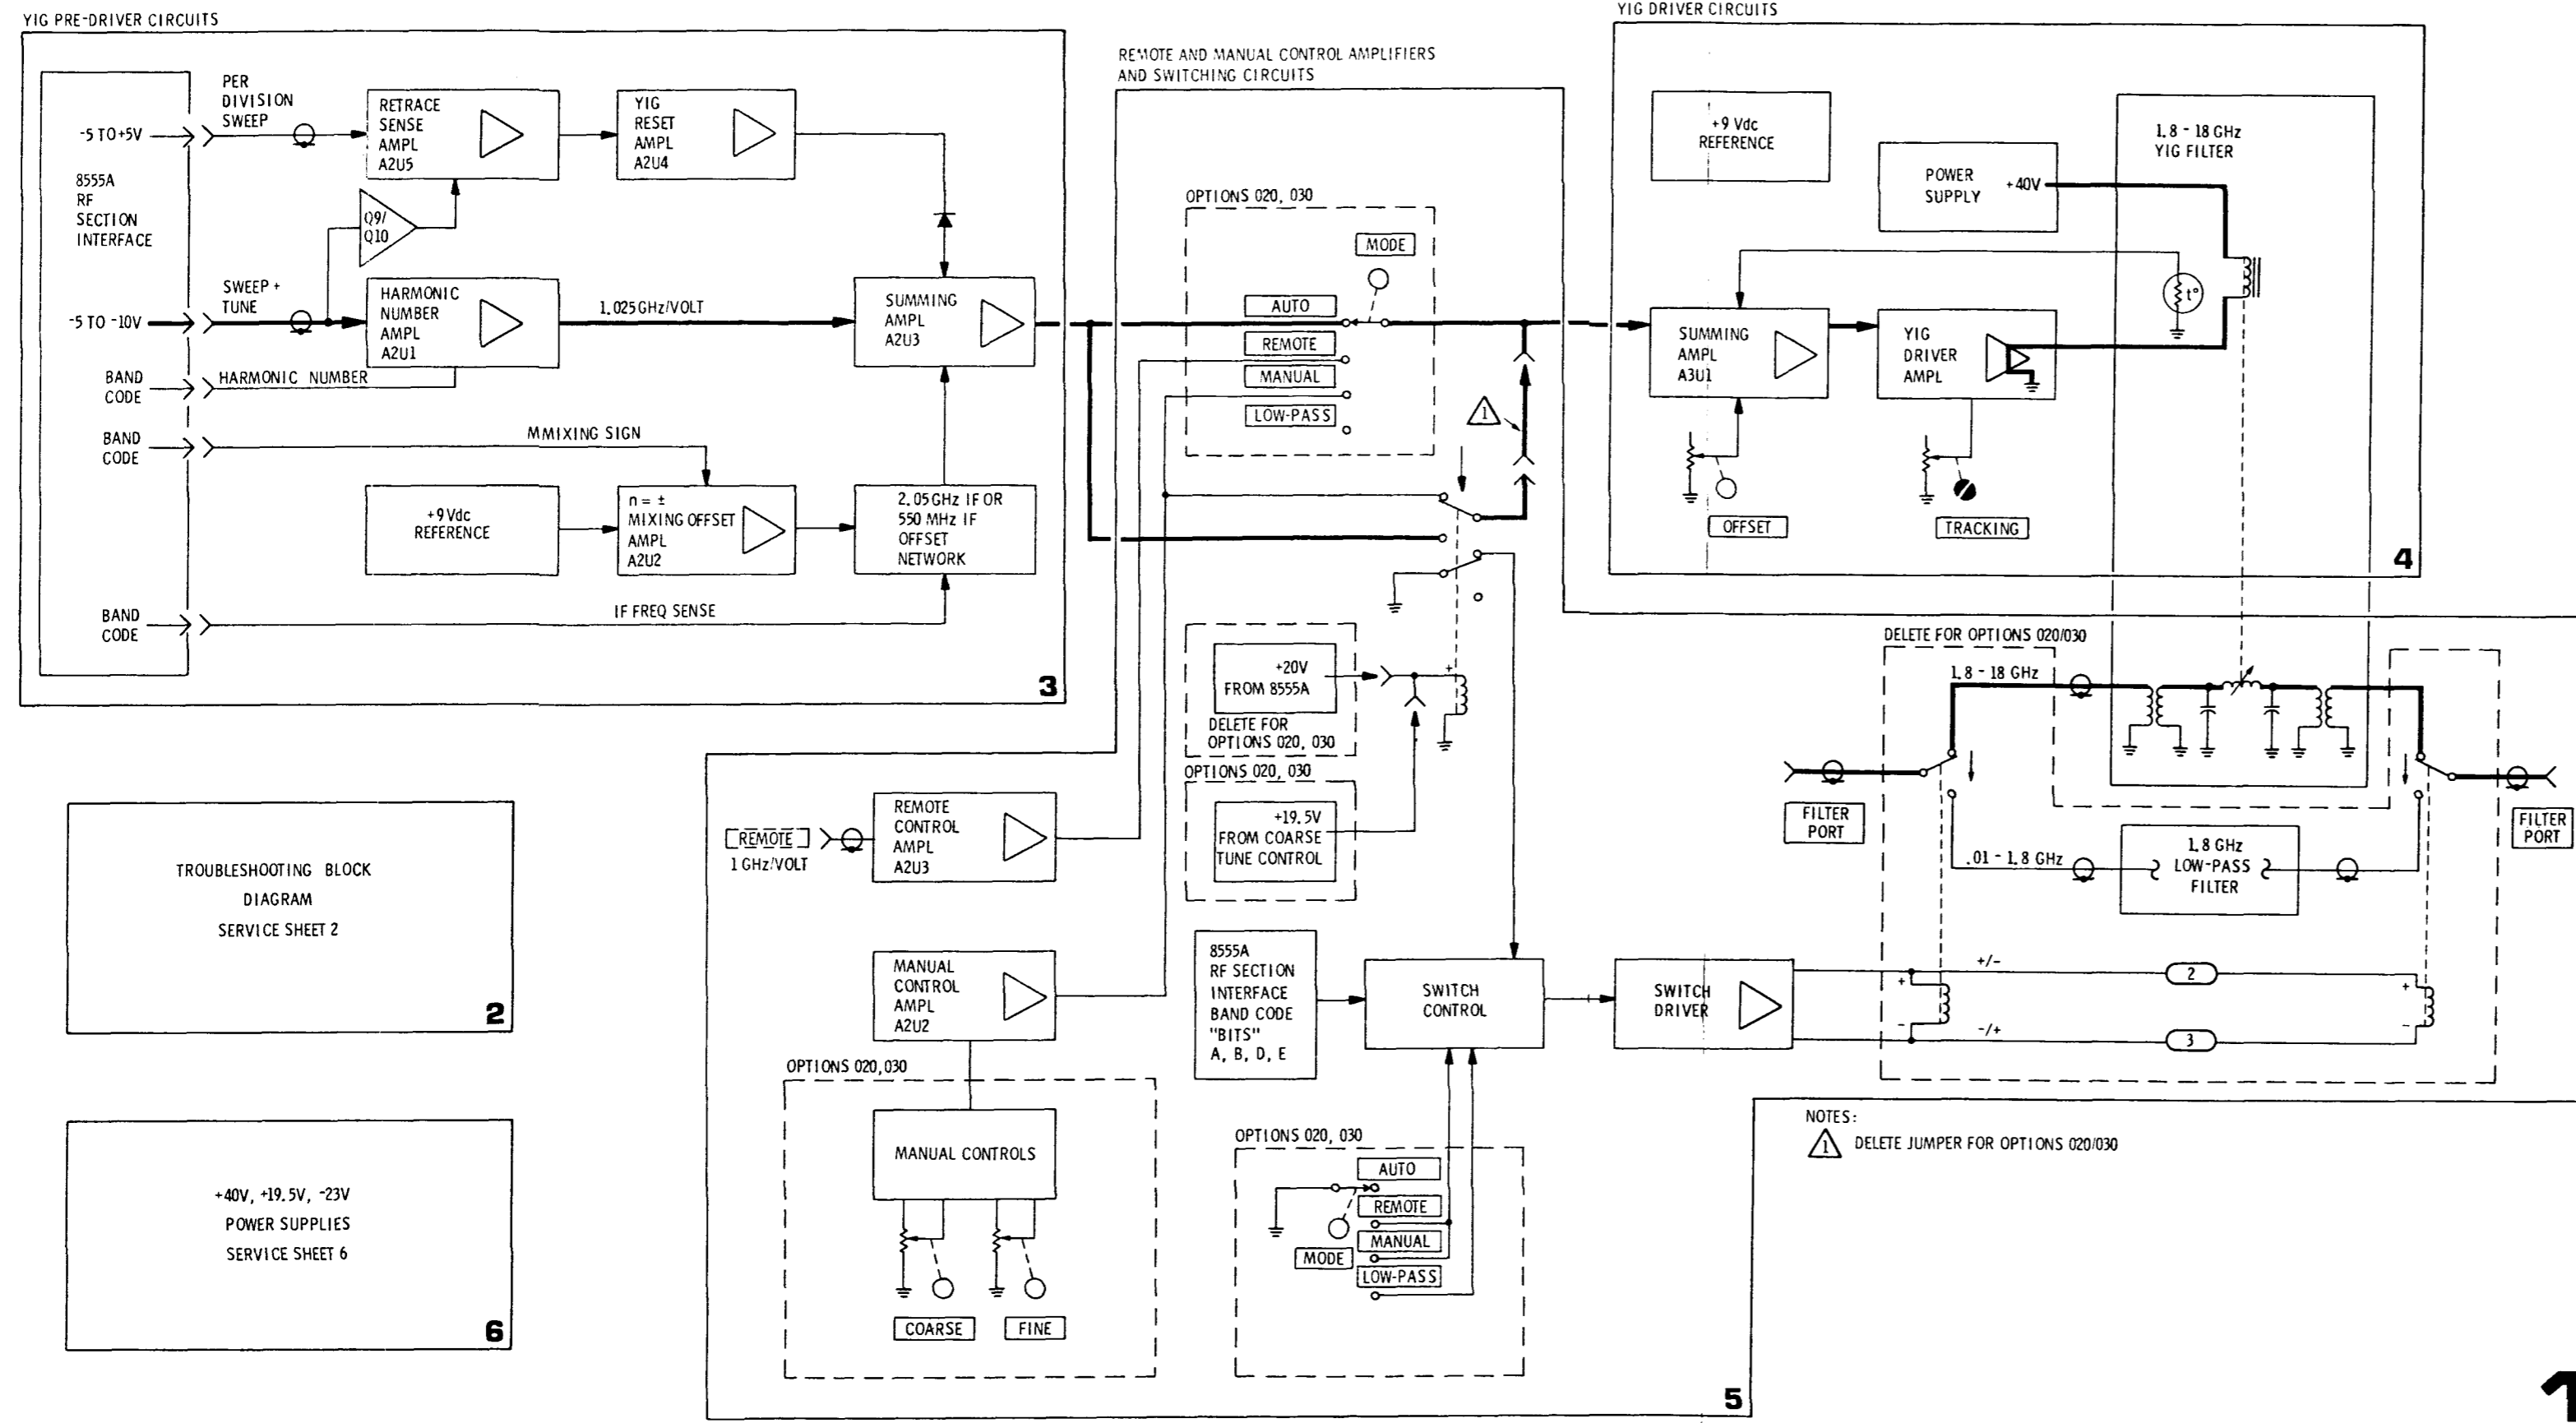 YIG PRE-DRIVER CIRCUITS
-5 TO +5V
8555A
RF
SECTION
INTERFACE
-5 TO -10V
BAND
CODE
BAND
CODE
BAND
CODE
PER
DIVISION
SWEEP
RETRACE
SENSE
AMPL
A2U5
YIG
RESET
AMPL
A2U4
Q9/
Q10
SWEEP +
TUNE
HARMONIC
NUMBER
AMPL
A2U1
1.025 GHz/VOLT
SUMMING
AMPL
A2U3
HARMONIC NUMBER
MMIXING SIGN
+9 Vdc
REFERENCE
n = ±
MIXING OFFSET
AMPL
A2U2
2.05 GHz IF OR
550 MHz IF
OFFSET
NETWORK
IF FREQ SENSE
3
REMOTE AND MANUAL CONTROL AMPLIFIERS
AND SWITCHING CIRCUITS
OPTIONS 020, 030
MODE
AUTO
REMOTE
MANUAL
LOW-PASS
1
+20V
FROM 8555A
DELETE FOR
OPTIONS 020, 030
+
OPTIONS 020, 030
+19.5V
FROM COARSE
TUNE CONTROL
REMOTE
1 GHz/VOLT
REMOTE
CONTROL
AMPL
A2U3
MANUAL
CONTROL
AMPL
A2U2
OPTIONS 020,030
MANUAL CONTROLS
COARSE
FINE
8555A
RF SECTION
INTERFACE
BAND CODE
"BITS"
A, B, D, E
SWITCH
CONTROL
SWITCH
DRIVER
OPTIONS 020, 030
AUTO
REMOTE
MANUAL
MODE
LOW-PASS
5
YIG DRIVER CIRCUITS
+9 Vdc
REFERENCE
POWER
SUPPLY
+40V
1.8 - 18 GHz
YIG FILTER
t°
SUMMING
AMPL
A3U1
YIG
DRIVER
AMPL
OFFSET
TRACKING
4
DELETE FOR OPTIONS 020/030
1.8 - 18 GHz
FILTER
PORT
FILTER
PORT
.01 - 1.8 GHz
1.8 GHz
LOW-PASS
FILTER
+/-
2
+
+
-
-
-/+
3
NOTES:
1 DELETE JUMPER FOR OPTIONS 020/030
TROUBLESHOOTING BLOCK
DIAGRAM
SERVICE SHEET 2
2
+40V, +19.5V, -23V
POWER SUPPLIES
SERVICE SHEET 6
6
1